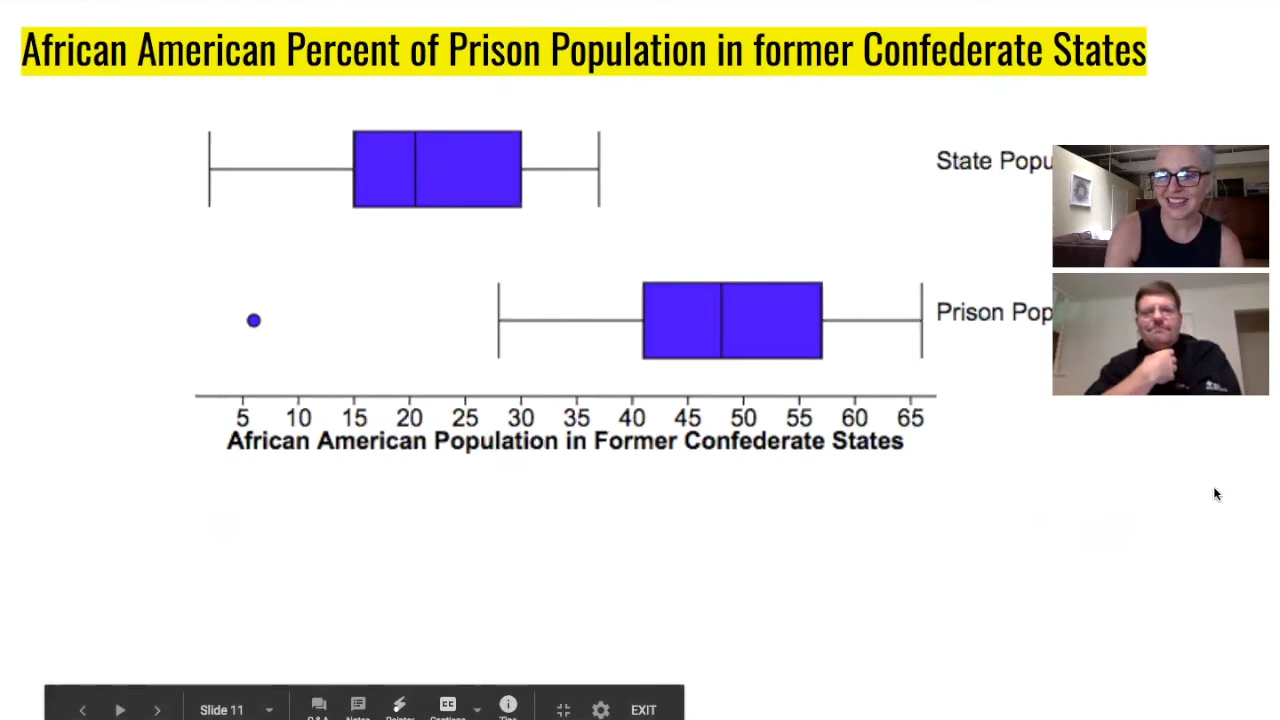 African American Percent of Prison Population in former Confederate States
State Popu
Prison Pop
5 10 15 20 25 30 35 40 45 50 55 60 65
African American Population in Former Confederate States
Slide 11
CC
EXIT